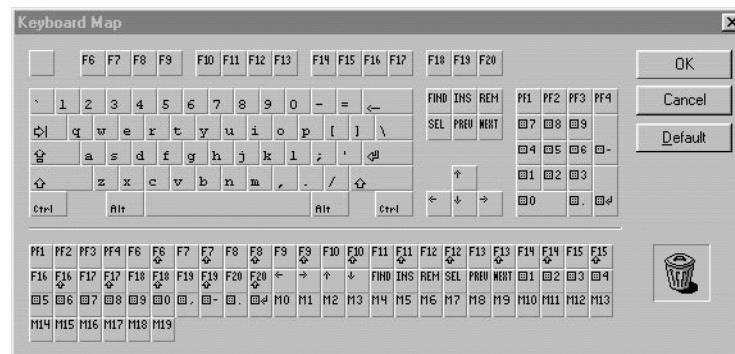 Keyboard Map
F6 F7 F8 F9 F10 F11 F12 F13 F14 F15 F16 F17 F18 F19 F20
OK
` 1 2 3 4 5 6 7 8 9 0 - = ← FIND INS REM PF1 PF2 PF3 PF4
Cancel
q w e r t y u i o p [ ] \ SEL PREV NEXT 7 8 9
Default
a s d f g h j k l ; ' 4 5 6 -
z x c v b n m , . / ↑ 1 2 3
Ctrl Alt Alt Ctrl ← ↓ → 0 .
PF1 PF2 PF3 PF4 F6 F6 F7 F7 F8 F8 F9 F9 F10 F10 F11 F11 F12 F12 F13 F13 F14 F14 F15 F15
F16 F16 F17 F17 F18 F18 F19 F19 F20 F20 ← → ↑ ↓ FIND INS REM SEL PREV NEXT 1 2 3 4
5 6 7 8 9 0 , - . M0 M1 M2 M3 M4 M5 M6 M7 M8 M9 M10 M11 M12 M13
M14 M15 M16 M17 M18 M19